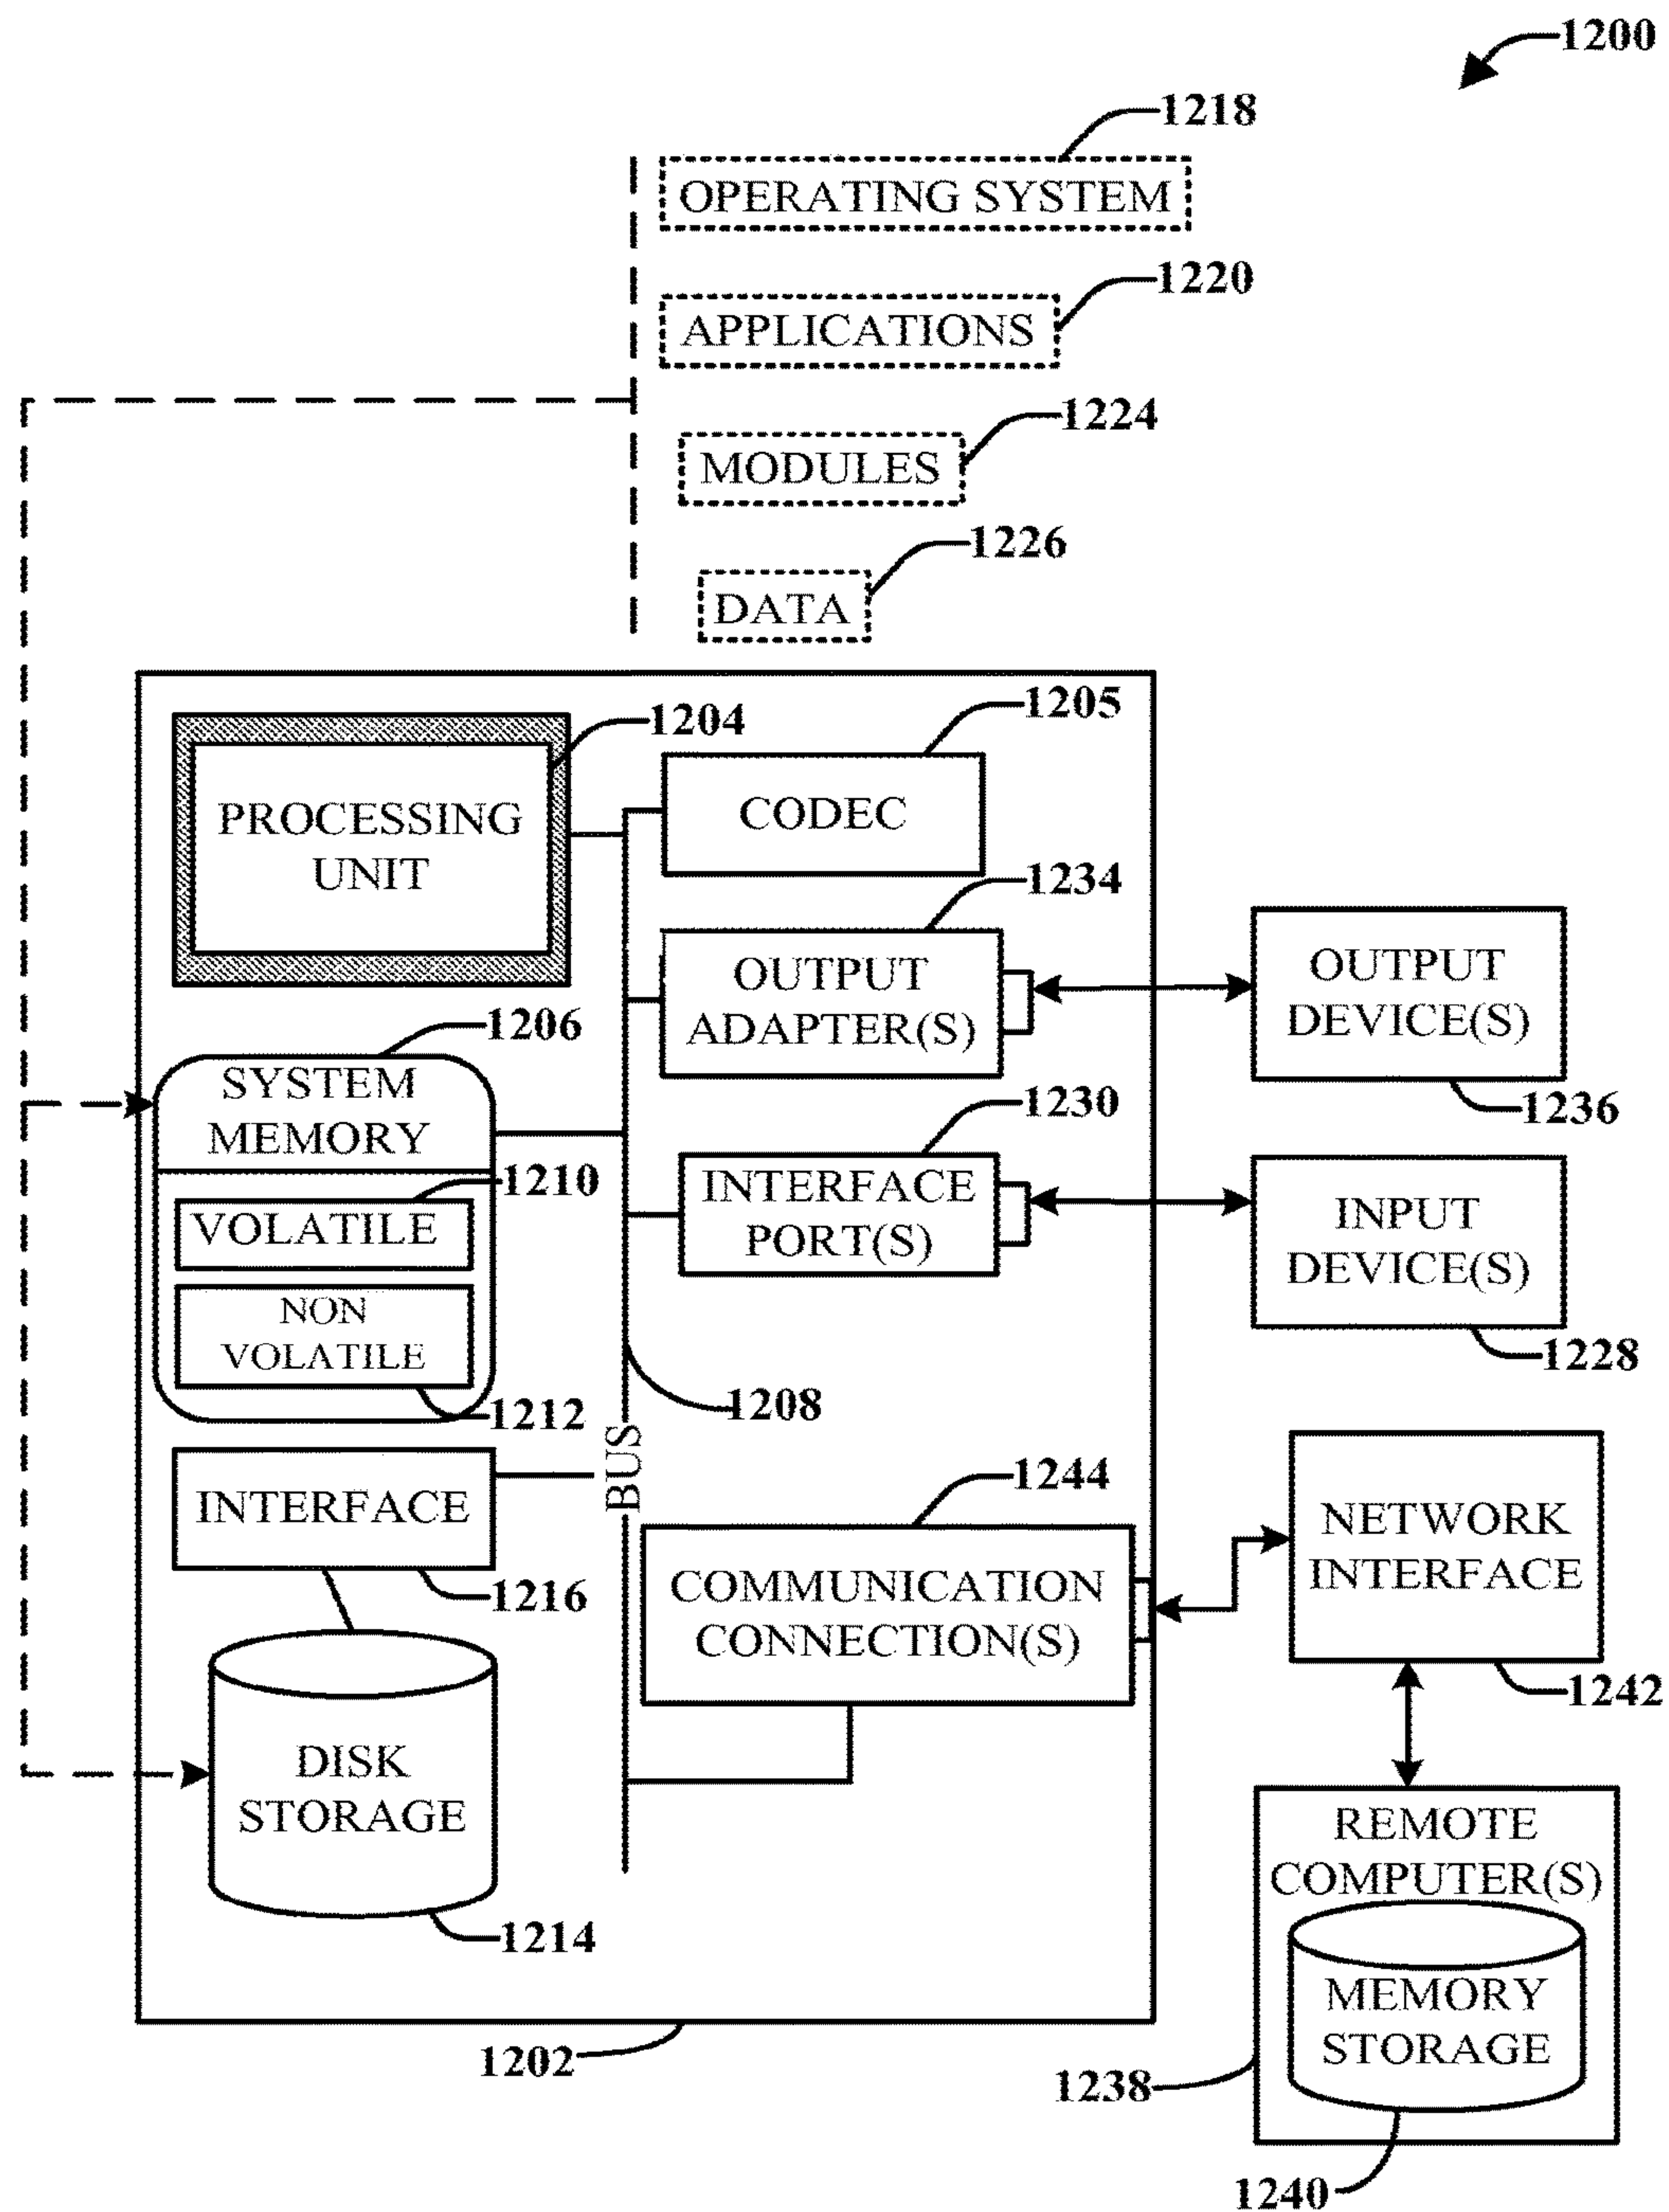 1200
1218
OPERATING SYSTEM
1220
APPLICATIONS
1224
MODULES
1226
DATA
1204
PROCESSING
UNIT
1205
CODEC
1234
OUTPUT
ADAPTER(S)
OUTPUT
DEVICE(S)
1236
1206
SYSTEM
MEMORY
1210
VOLATILE
NON
VOLATILE
1212
1230
INTERFACE
PORT(S)
INPUT
DEVICE(S)
1228
1208
BUS
INTERFACE
1216
1244
COMMUNICATION
CONNECTION(S)
NETWORK
INTERFACE
1242
DISK
STORAGE
1214
REMOTE
COMPUTER(S)
MEMORY
STORAGE
1202
1238
1240